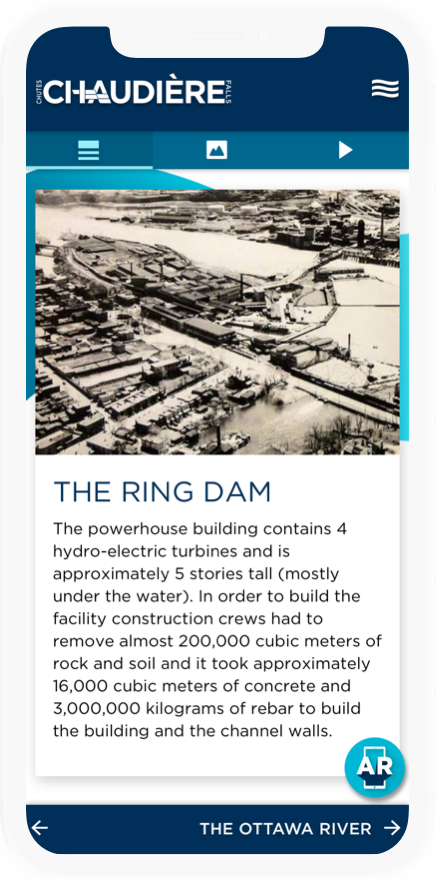 CHUTES
CHAUDIÈRE
FALLS
THE RING DAM
The powerhouse building contains 4
hydro-electric turbines and is
approximately 5 stories tall (mostly
under the water). In order to build the
facility construction crews had to
remove almost 200,000 cubic meters of
rock and soil and it took approximately
16,000 cubic meters of concrete and
3,000,000 kilograms of rebar to build
the building and the channel walls.
AR
THE OTTAWA RIVER